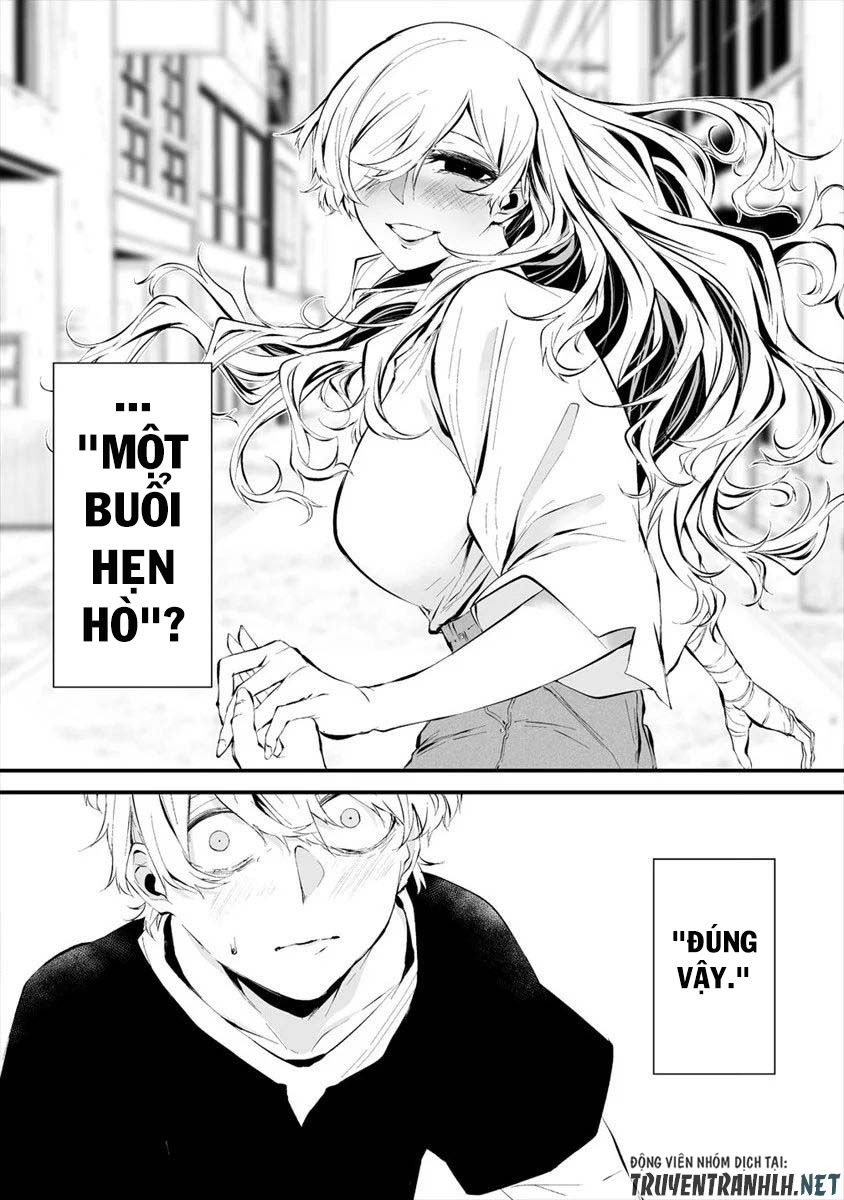 ...
"MỘT
BUỔI
HẸN
HÒ"?
"ĐÚNG
VẬY."
ĐỘNG VIÊN NHÓM DỊCH TẠI:
TRUYENTRANHLH.NET